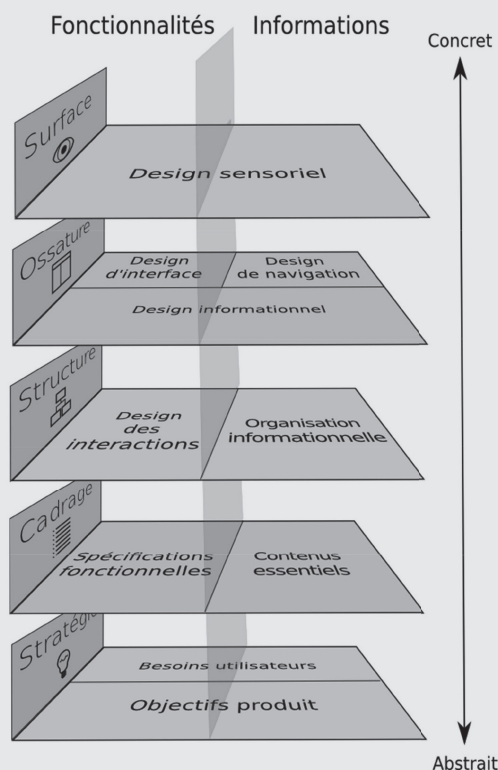 Fonctionnalités
Informations
Concret
Surface
Design sensoriel
Ossature
Design
d'interface
Design
de navigation
Design informationnel
Structure
Design
des
interactions
Organisation
informationnelle
Cadrage
Spécifications
fonctionnelles
Contenus
essentiels
Stratégie
Besoins utilisateurs
Objectifs produit
Abstrait